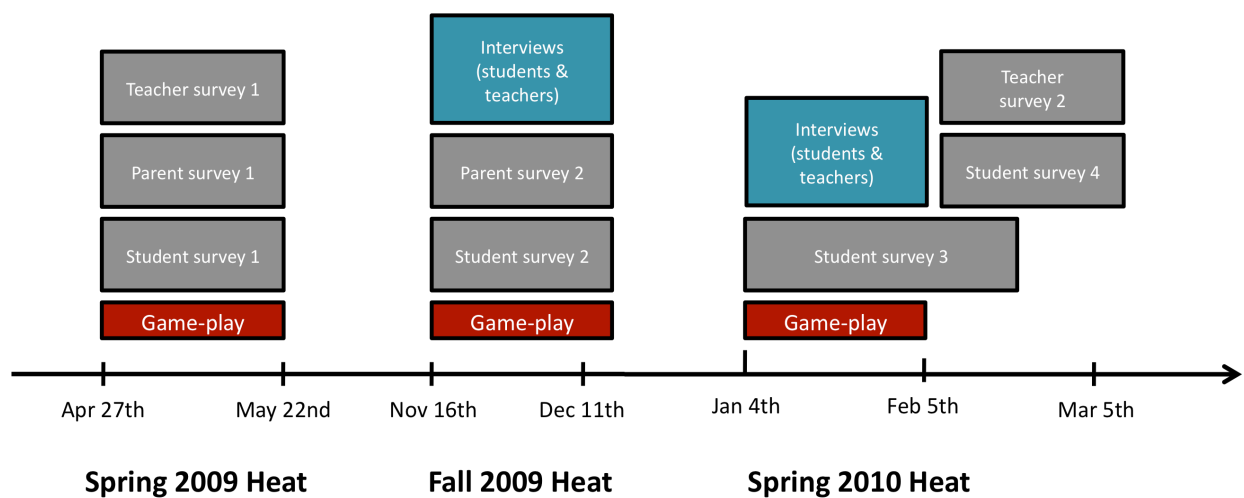 Teacher survey 1
Parent survey 1
Student survey 1
Game-play
Interviews
(students &
teachers)
Parent survey 2
Student survey 2
Game-play
Interviews
(students &
teachers)
Teacher
survey 2
Student survey 4
Student survey 3
Game-play
Apr 27th
May 22nd
Nov 16th
Dec 11th
Jan 4th
Feb 5th
Mar 5th
Spring 2009 Heat
Fall 2009 Heat
Spring 2010 Heat